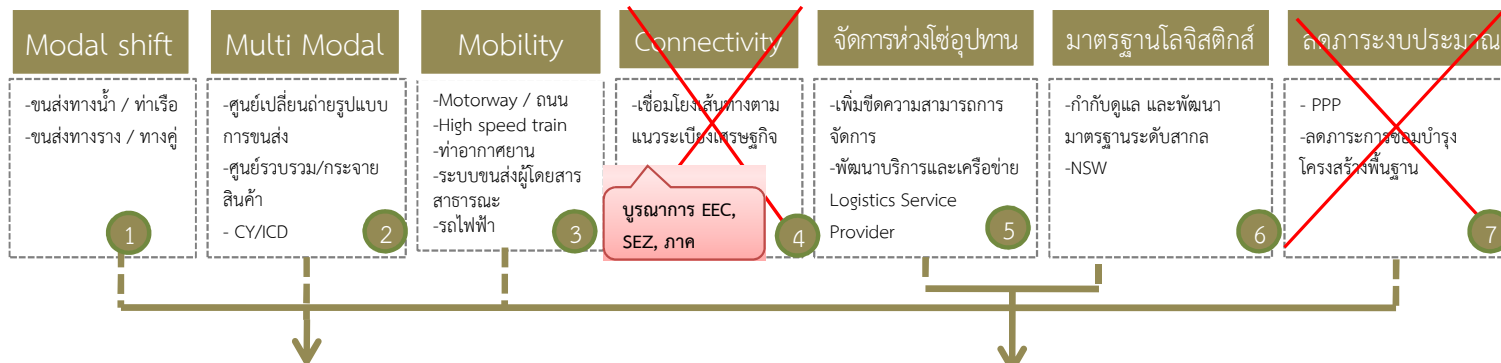 Modal shift
-ขนส่งทางน้ำ / ท่าเรือ
-ขนส่งทางราง / ทางคู่
1
Multi Modal
-ศูนย์เปลี่ยนถ่ายรูปแบบ
การขนส่ง
-ศูนย์รวบรวม/กระจาย
สินค้า
- CY/ICD
2
Mobility
-Motorway / ถนน
-High speed train
-ท่าอากาศยาน
-ระบบขนส่งผู้โดยสาร
สาธารณะ
-รถไฟฟ้า
3
Connectivity
-เชื่อมโยงเส้นทางตาม
แนวระเบียงเศรษฐกิจ
บูรณาการ EEC,
SEZ, ภาค
4
จัดการห่วงโซ่อุปทาน
-เพิ่มขีดความสามารถการ
จัดการ
-พัฒนาบริการและเครือข่าย
Logistics Service
Provider
5
มาตรฐานโลจิสติกส์
-กำกับดูแล และพัฒนา
มาตรฐานระดับสากล
-NSW
6
ลดภาระงบประมาณ
- PPP
-ลดภาระการซ่อมบำรุง
โครงสร้างพื้นฐาน
7